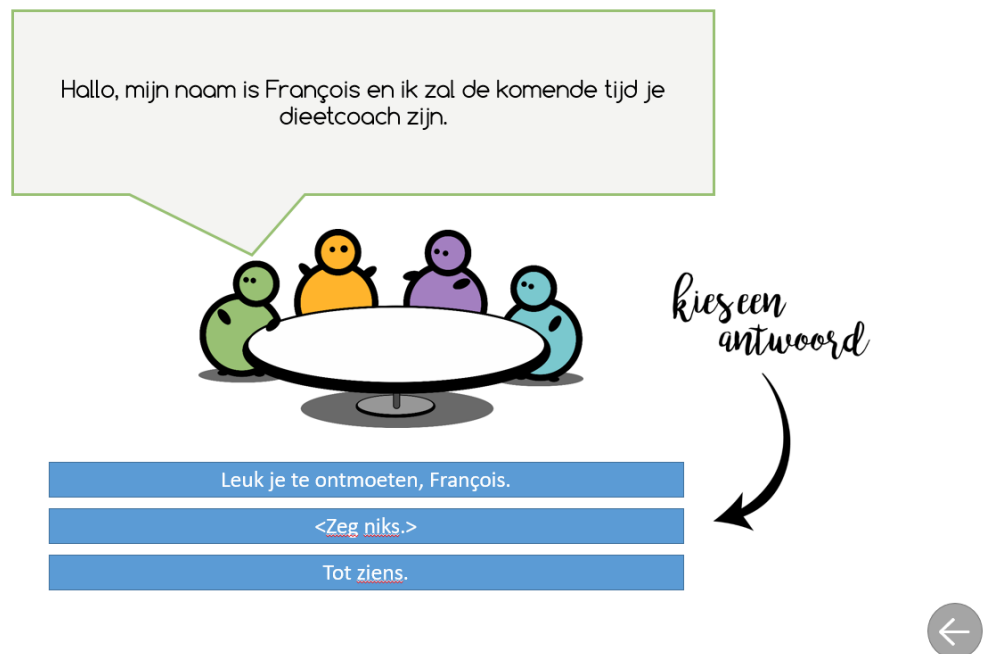 Hallo, mijn naam is François en ik zal de komende tijd je
dieetcoach zijn.
kies een
antwoord
Leuk je te ontmoeten, François.
<Zeg niks.>
Tot ziens.